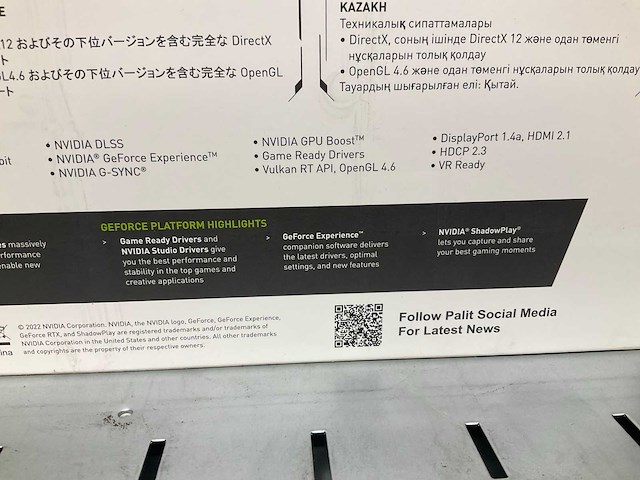 KAZAKH
Техникалық сипаттамалары
• DirectX, соның ішінде DirectX 12 және одан төменгі
нұсқаларын толық қолдау
• OpenGL 4.6 және одан төменгі нұсқаларын толық қолдау
Тауардың шығарылған елі: Қытай.
12 およびその下位バージョンを含む完全な DirectX
ト
L4.6 およびその下位バージョンを含む完全な OpenGL
ート
• NVIDIA DLSS
• NVIDIA® GeForce Experience™
• NVIDIA G-SYNC®
• NVIDIA GPU Boost™
• Game Ready Drivers
• Vulkan RT API, OpenGL 4.6
• DisplayPort 1.4a, HDMI 2.1
• HDCP 2.3
• VR Ready
GEFORCE PLATFORM HIGHLIGHTS
massively
enable new
> Game Ready Drivers and
NVIDIA Studio Drivers give
you the best performance and
stability in the top games and
creative applications
> GeForce Experience™
companion software delivers
the latest drivers, optimal
settings, and new features
> NVIDIA® ShadowPlay®
lets you capture and share
your best gaming moments
© 2022 NVIDIA Corporation. NVIDIA, the NVIDIA logo, GeForce, GeForce Experience,
GeForce RTX, and ShadowPlay are registered trademarks and/or trademarks of
NVIDIA Corporation in the United States and other countries. All other trademarks
and copyrights are the property of their respective owners.
Follow Palit Social Media
For Latest News